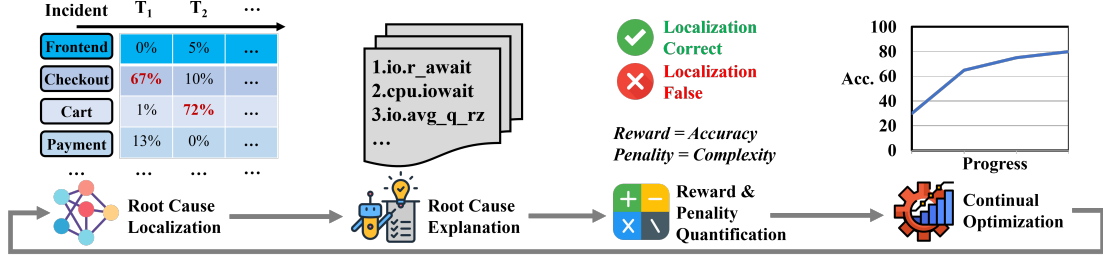 Incident T1 T2
Frontend 0% 5% ...
Checkout 67% 10% ...
Cart 1% 72% ...
Payment 13% 0% ...
... ... ... ...
Root Cause
Localization
1.io.r_await
2.cpu.iowait
3.io.avg_q_rz
...
Root Cause
Explanation
Localization
Correct
Localization
False
Reward = Accuracy
Penality = Complexity
Reward &
Penality
Quantification
100
80
Acc. 60
40
20
0
Progress
Continual
Optimization